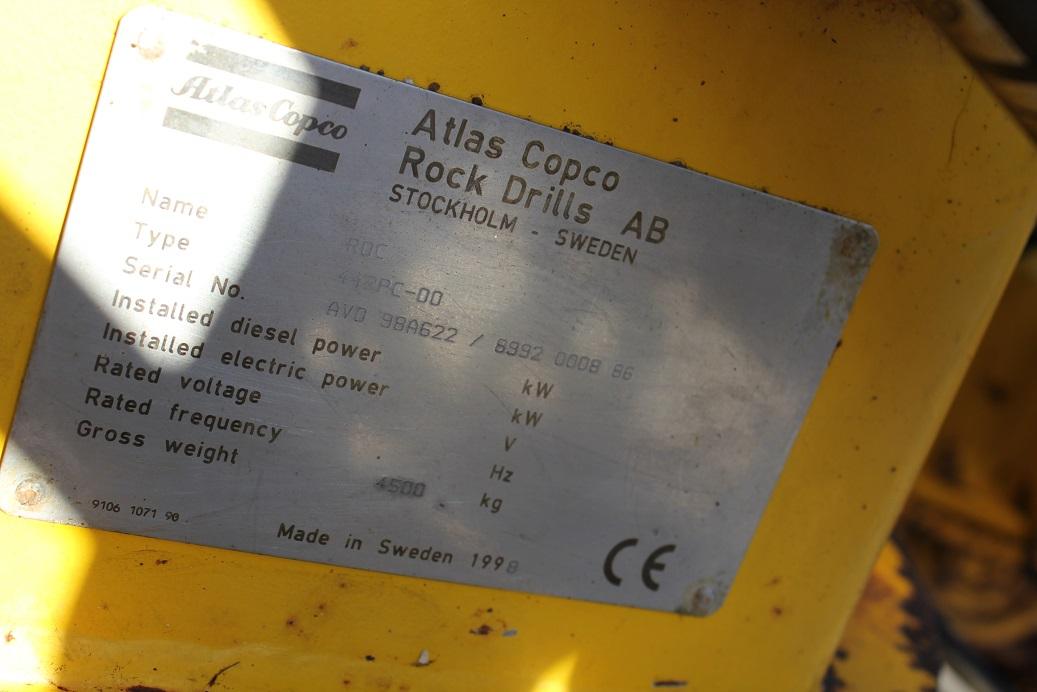 Atlas Copco
Atlas Copco
Rock Drills AB
STOCKHOLM - SWEDEN
Name ROC
Type 442PC-00
Serial No. AVO 98A622 / 8992 0008 86
Installed diesel power kW
Installed electric power kW
Rated voltage V
Rated frequency Hz
Gross weight 4500 kg
9106 1071 90
Made in Sweden 1998
CE